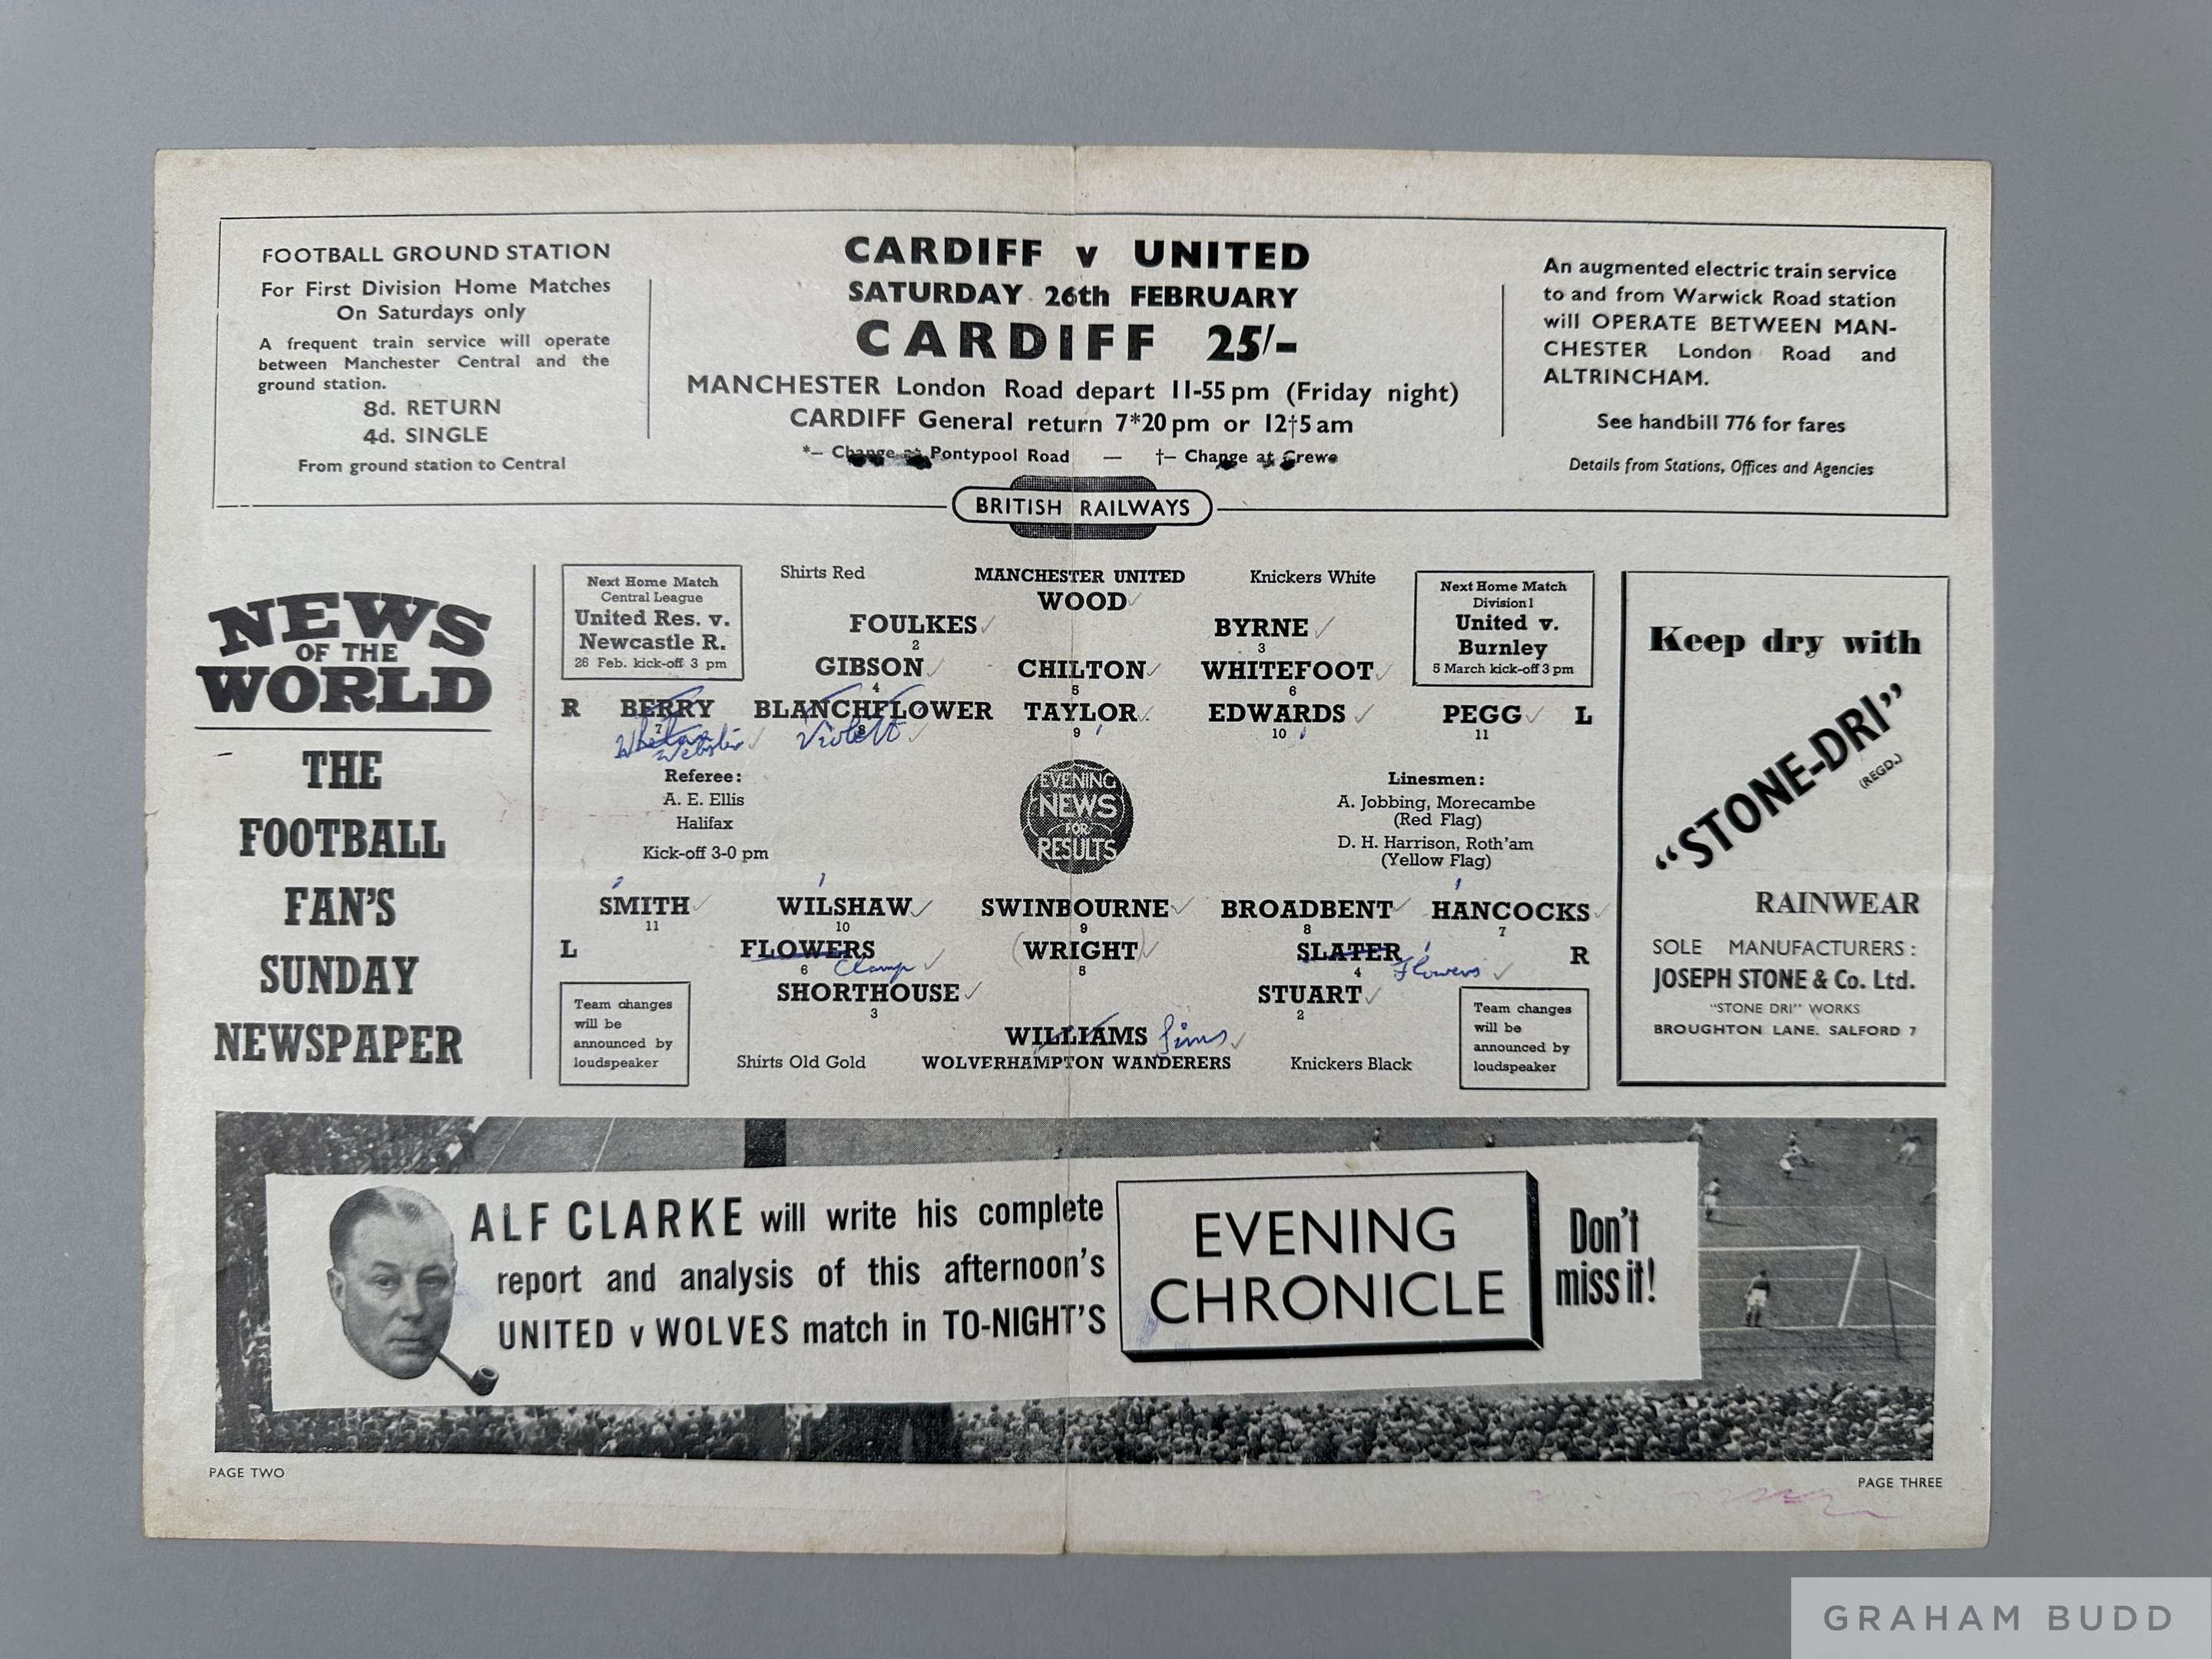 FOOTBALL GROUND STATION
For First Division Home Matches
On Saturdays only
A frequent train service will operate
between Manchester Central and the
ground station.
8d. RETURN
4d. SINGLE
From ground station to Central
CARDIFF v UNITED
SATURDAY 26th FEBRUARY
CARDIFF 25/-
MANCHESTER London Road depart 11-55 pm (Friday night)
CARDIFF General return 7*20 pm or 12†5 am
*— Change at Pontypool Road — †— Change at Crewe
An augmented electric train service
to and from Warwick Road station
will OPERATE BETWEEN MAN-
CHESTER London Road and
ALTRINCHAM.
See handbill 776 for fares
Details from Stations, Offices and Agencies
BRITISH RAILWAYS
NEWS
OF THE
WORLD
THE
FOOTBALL
FAN'S
SUNDAY
NEWSPAPER
Next Home Match
Central League
United Res. v.
Newcastle R.
26 Feb. kick-off 3 pm
Shirts Red MANCHESTER UNITED Knickers White
WOOD
FOULKES BYRNE
2 3
GIBSON CHILTON WHITEFOOT
4 5 6
R BERRY BLANCHFLOWER TAYLOR EDWARDS PEGG L
7 8 9 10 11
Webster Violett
Next Home Match
Division 1
United v.
Burnley
5 March kick-off 3 pm
Referee:
A. E. Ellis
Halifax
Kick-off 3-0 pm
EVENING
NEWS
FOR
RESULTS
Linesmen:
A. Jobbing, Morecambe
(Red Flag)
D. H. Harrison, Roth'am
(Yellow Flag)
SMITH WILSHAW SWINBOURNE BROADBENT HANCOCKS
11 10 9 8 7
L FLOWERS WRIGHT SLATER R
6 Clamp 5 4 Flowers
SHORTHOUSE STUART
3 2
WILLIAMS Sims
Shirts Old Gold WOLVERHAMPTON WANDERERS Knickers Black
Team changes
will be
announced by
loudspeaker
Team changes
will be
announced by
loudspeaker
Keep dry with
"STONE-DRI"
(REGD.)
RAINWEAR
SOLE MANUFACTURERS:
JOSEPH STONE & Co. Ltd.
"STONE DRI" WORKS
BROUGHTON LANE, SALFORD 7
ALF CLARKE will write his complete
report and analysis of this afternoon's
UNITED v WOLVES match in TO-NIGHT'S
EVENING
CHRONICLE
Don't
miss it!
PAGE TWO
PAGE THREE
GRAHAM BUDD